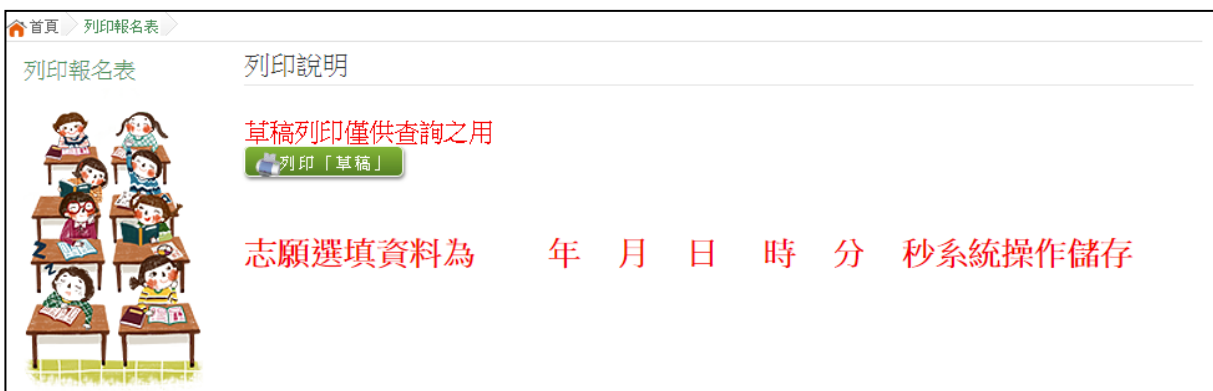 首頁 列印報名表
列印報名表
列印說明
草稿列印僅供查詢之用
列印「草稿」
志願選填資料為 年 月 日 時 分 秒系統操作儲存
Z Z Z